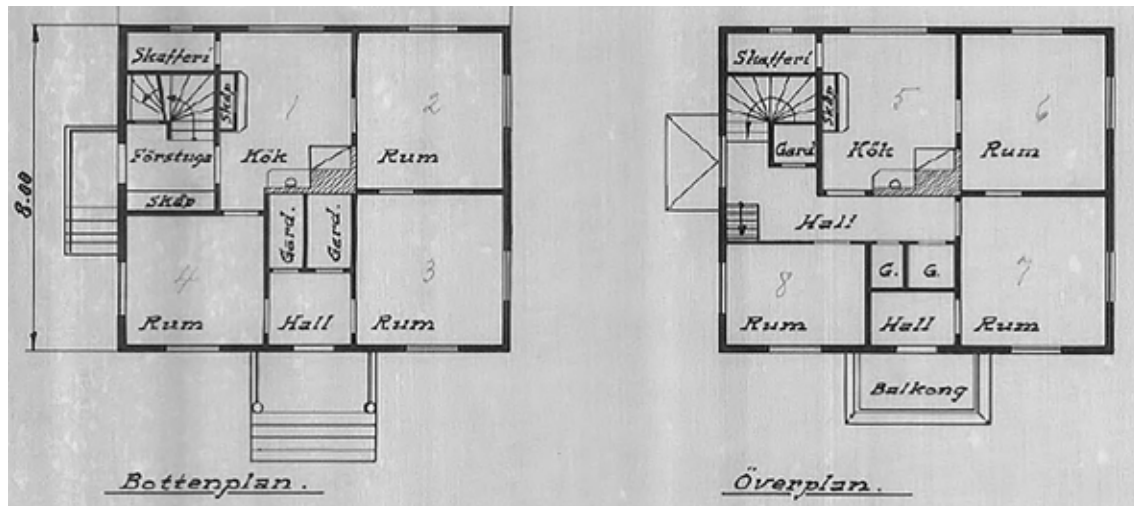 Skafferi
Skåp
1
2
Förstuga
Kök
Rum
8.00
Skåp
Gard.
Gard.
4
3
Rum
Hall
Rum
Bottenplan.
Skafferi
Skåp
5
6
Gard
Kök
Rum
Hall
G.
G.
8
7
Rum
Hall
Rum
Balkong
Överplan.